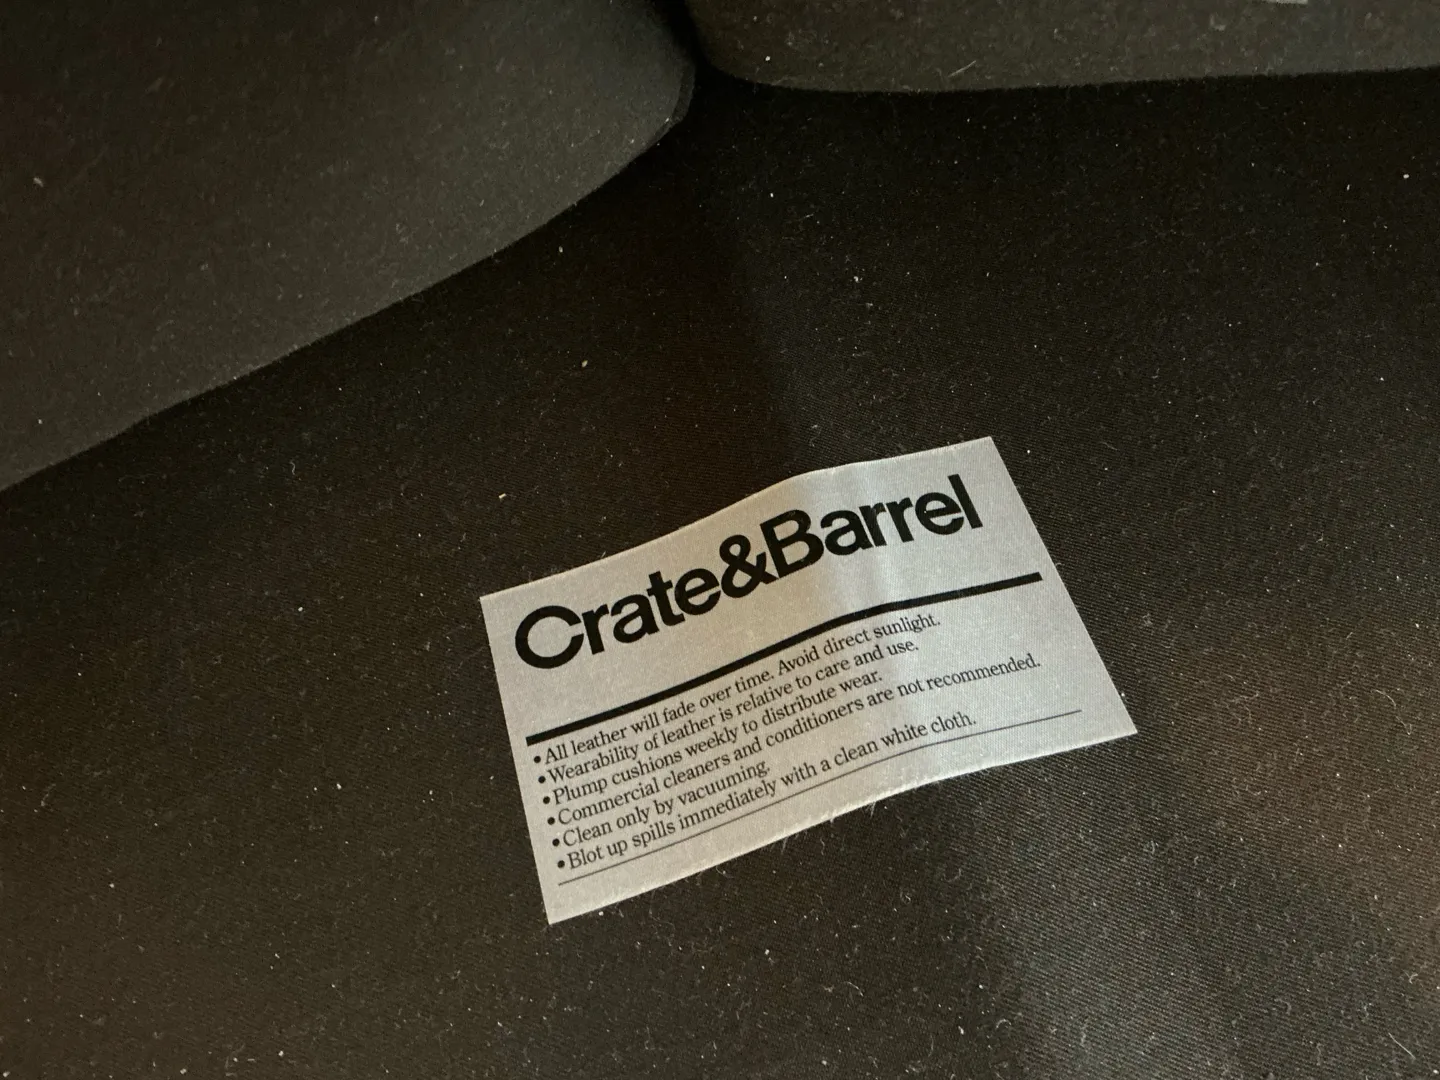 Crate&Barrel
•All leather will fade over time. Avoid direct sunlight.
•Wearability of leather is relative to care and use.
•Plump cushions weekly to distribute wear.
•Commercial cleaners and conditioners are not recommended.
•Clean only by vacuuming.
•Blot up spills immediately with a clean white cloth.